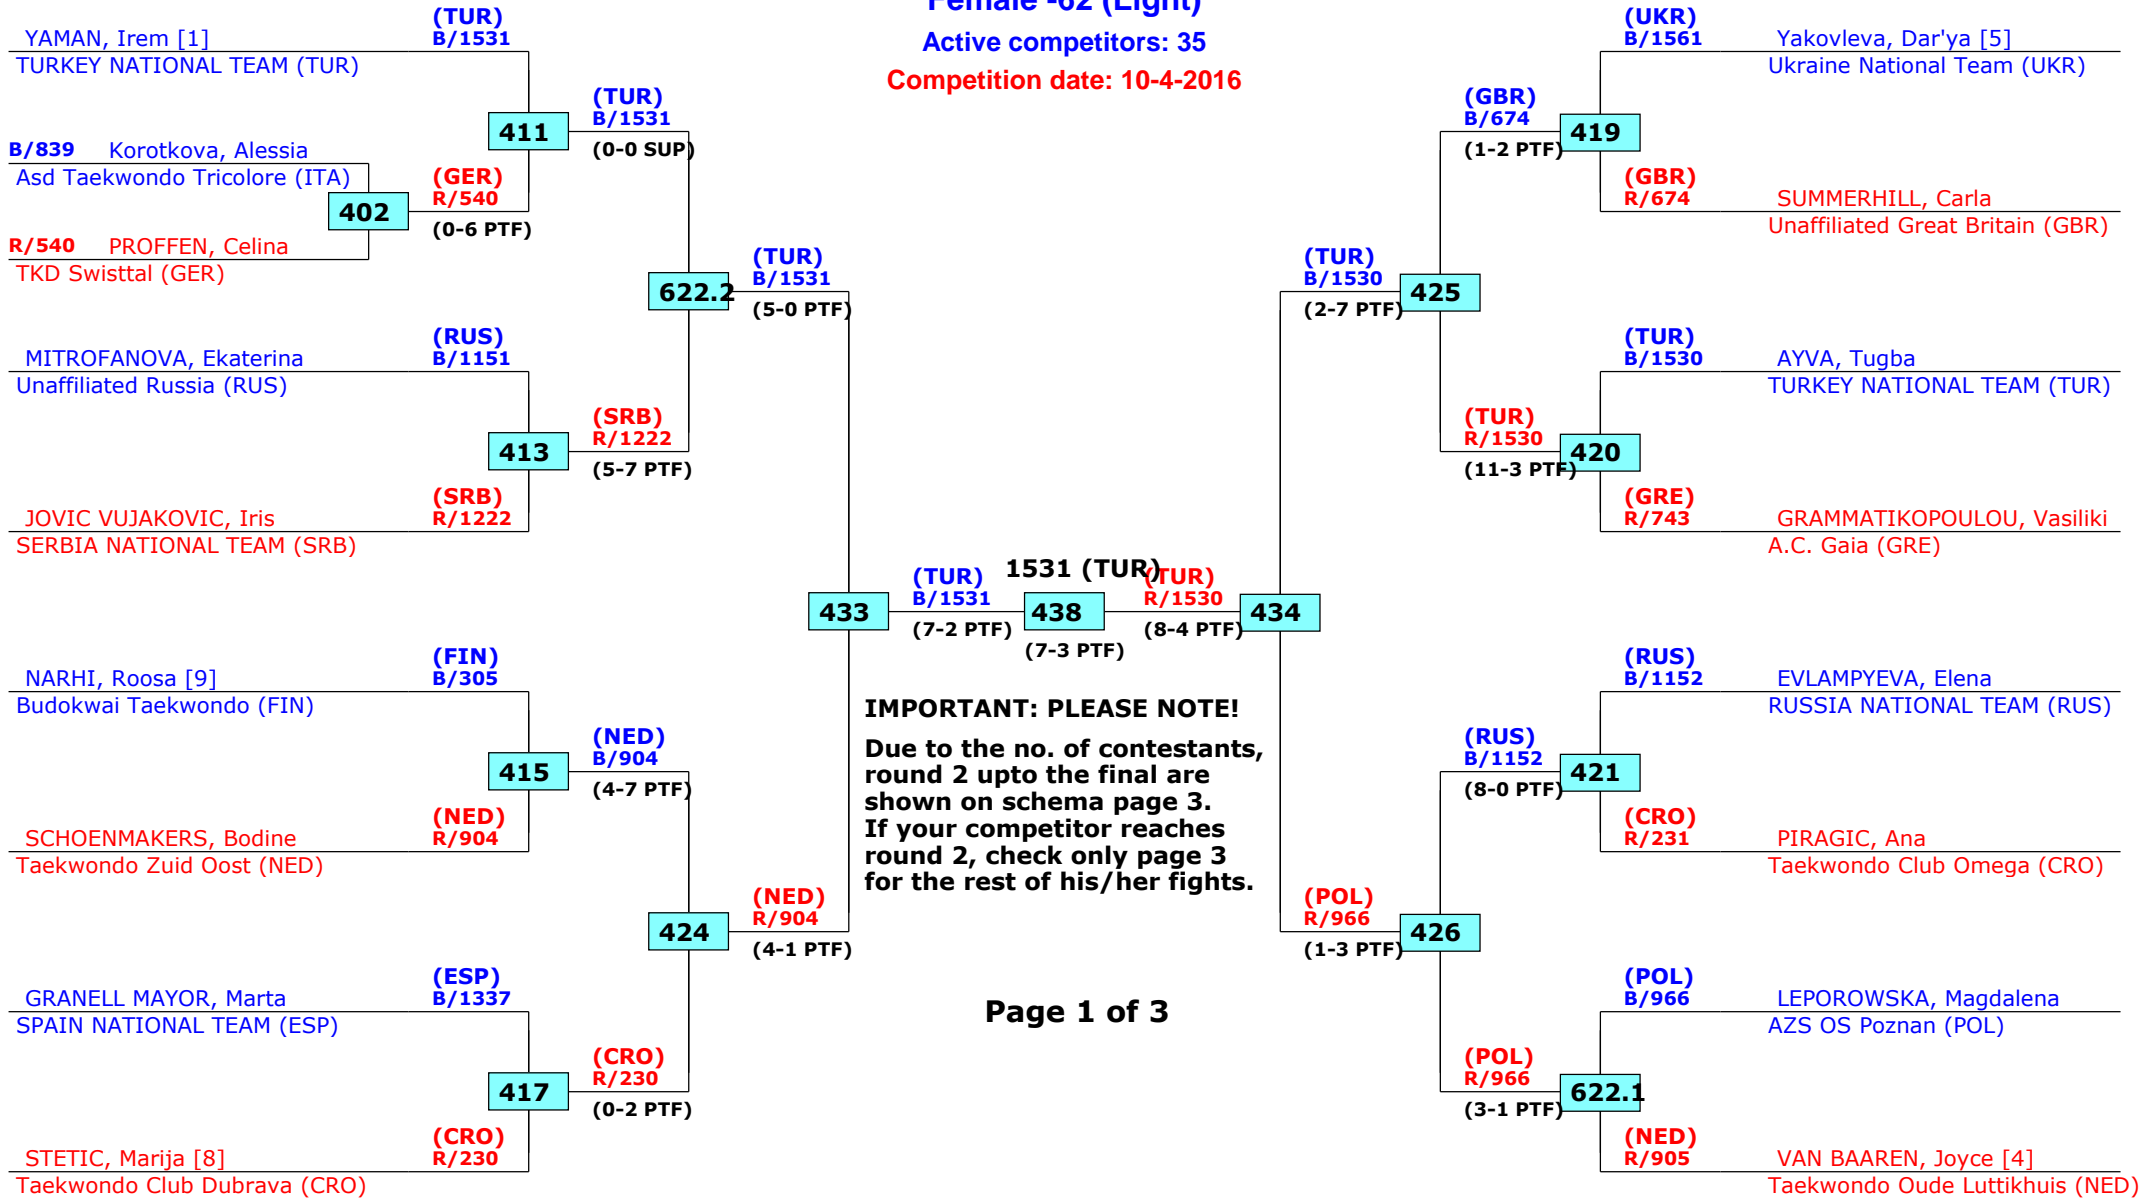 Female -62 (Light)
Active competitors: 35
Competition date: 10-4-2016
(TUR)
B/1531
YAMAN, Irem [1]
TURKEY NATIONAL TEAM (TUR)
411
(TUR)
B/1531
(0-0 SUP)
B/839 Korotkova, Alessia
Asd Taekwondo Tricolore (ITA)
402
(GER)
R/540
(0-6 PTF)
R/540 PROFFEN, Celina
TKD Swisttal (GER)
622.2
(TUR)
B/1531
(5-0 PTF)
(RUS)
B/1151
MITROFANOVA, Ekaterina
Unaffiliated Russia (RUS)
413
(SRB)
R/1222
(5-7 PTF)
(SRB)
R/1222
JOVIC VUJAKOVIC, Iris
SERBIA NATIONAL TEAM (SRB)
433
(TUR)
B/1531
(7-2 PTF)
1531 (TUR)
438
(7-3 PTF)
(TUR)
R/1530
(8-4 PTF)
434
(FIN)
B/305
NARHI, Roosa [9]
Budokwai Taekwondo (FIN)
415
(NED)
B/904
(4-7 PTF)
(NED)
R/904
SCHOENMAKERS, Bodine
Taekwondo Zuid Oost (NED)
424
(NED)
R/904
(4-1 PTF)
(ESP)
B/1337
GRANELL MAYOR, Marta
SPAIN NATIONAL TEAM (ESP)
417
(CRO)
R/230
(0-2 PTF)
(CRO)
R/230
STETIC, Marija [8]
Taekwondo Club Dubrava (CRO)
IMPORTANT: PLEASE NOTE!
Due to the no. of contestants,
round 2 upto the final are
shown on schema page 3.
If your competitor reaches
round 2, check only page 3
for the rest of his/her fights.
Page 1 of 3
(UKR)
B/1561
Yakovleva, Dar'ya [5]
Ukraine National Team (UKR)
(GBR)
B/674
(1-2 PTF)
419
(GBR)
R/674
SUMMERHILL, Carla
Unaffiliated Great Britain (GBR)
(TUR)
B/1530
(2-7 PTF)
425
(TUR)
B/1530
AYVA, Tugba
TURKEY NATIONAL TEAM (TUR)
(TUR)
R/1530
(11-3 PTF)
420
(GRE)
R/743
GRAMMATIKOPOULOU, Vasiliki
A.C. Gaia (GRE)
(RUS)
B/1152
EVLAMPYEVA, Elena
RUSSIA NATIONAL TEAM (RUS)
(RUS)
B/1152
(8-0 PTF)
421
(CRO)
R/231
PIRAGIC, Ana
Taekwondo Club Omega (CRO)
(POL)
R/966
(1-3 PTF)
426
(POL)
B/966
LEPOROWSKA, Magdalena
AZS OS Poznan (POL)
(POL)
R/966
(3-1 PTF)
622.1
(NED)
R/905
VAN BAAREN, Joyce [4]
Taekwondo Oude Luttikhuis (NED)